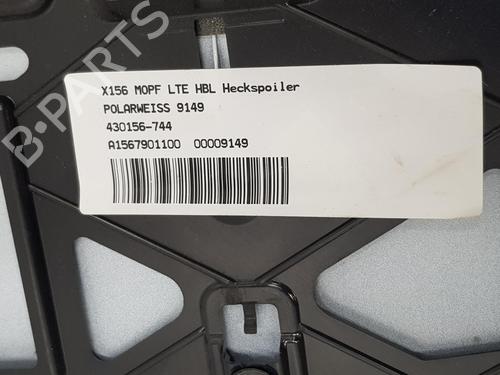 B-PARTS
X156 MOPF LTE HBL Heckspoiler
POLARWEISS 9149
430156-744
A1567901100 00009149